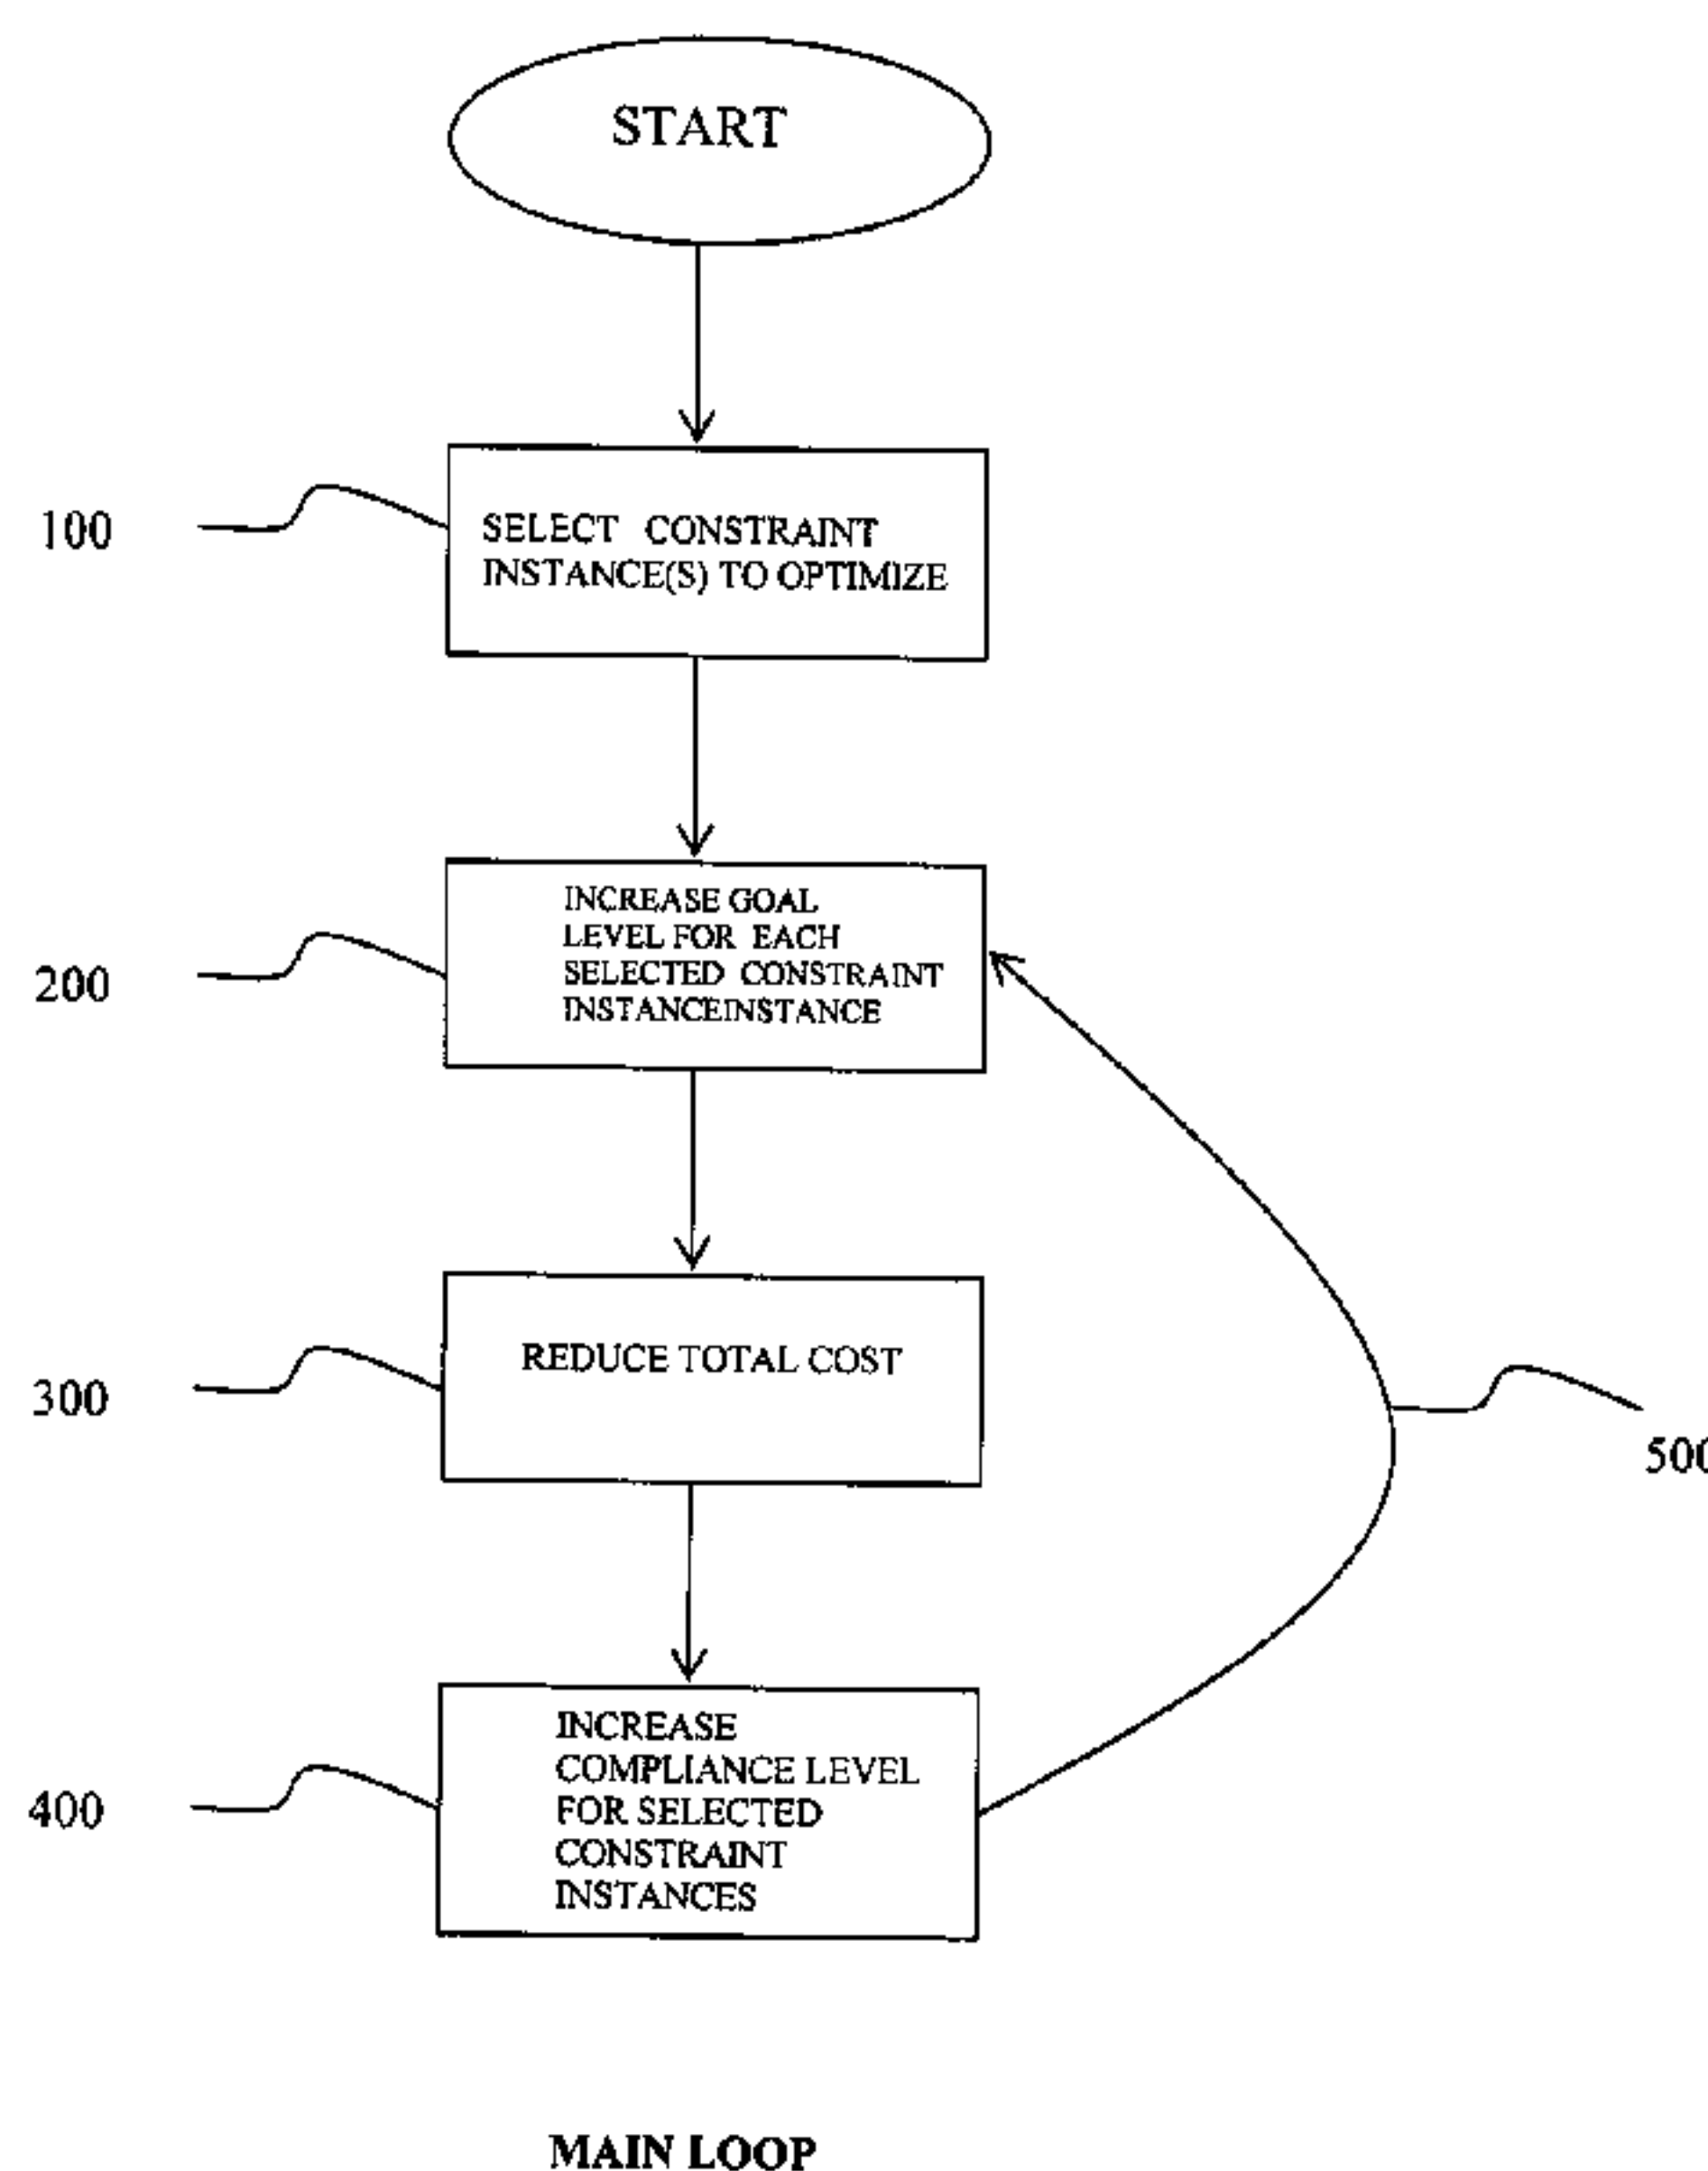 START
100
SELECT CONSTRAINT
INSTANCE(S) TO OPTIMIZE
200
INCREASE GOAL
LEVEL FOR EACH
SELECTED CONSTRAINT
INSTANCEINSTANCE
300
REDUCE TOTAL COST
500
400
INCREASE
COMPLIANCE LEVEL
FOR SELECTED
CONSTRAINT
INSTANCES
MAIN LOOP